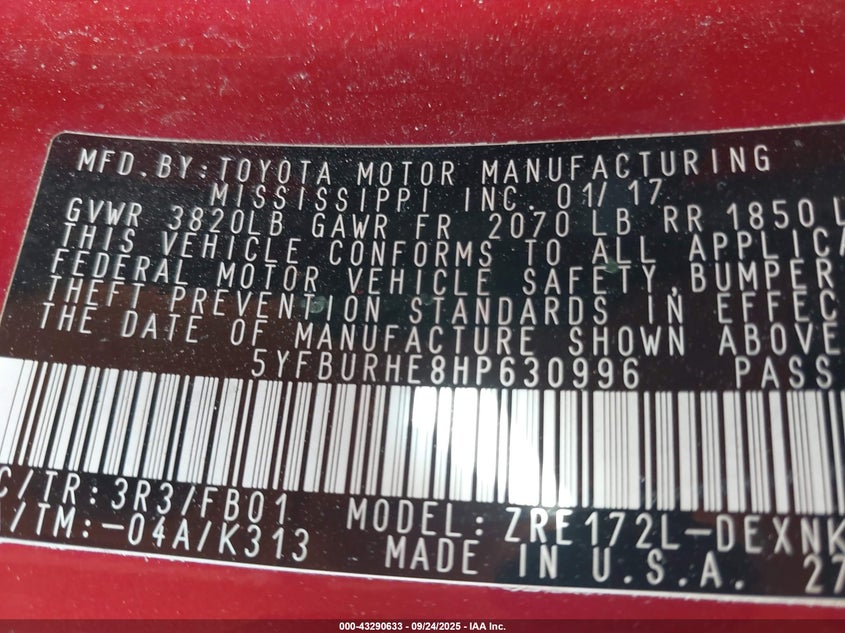 MFD.BY:TOYOTA MOTOR MANUFACTURING
MISSISSIPPI INC. 01/17
GVWR 3820LB GAWR FR 2070 LB RR 1850 L
THIS VEHICLE CONFORMS TO ALL APPLICA
FEDERAL MOTOR VEHICLE SAFETY,BUMPER
THEFT PREVENTION STANDARDS IN EFFEC
THE DATE OF MANUFACTURE SHOWN ABOVE
5YFBURHE8HP630996 PASS
C/TR:3R3/FB01 MODEL:ZRE172L-DEXNK
/TM:-04A/K313 MADE IN U.S.A. 27
000-43290633 - 09/24/2025 - IAA Inc.